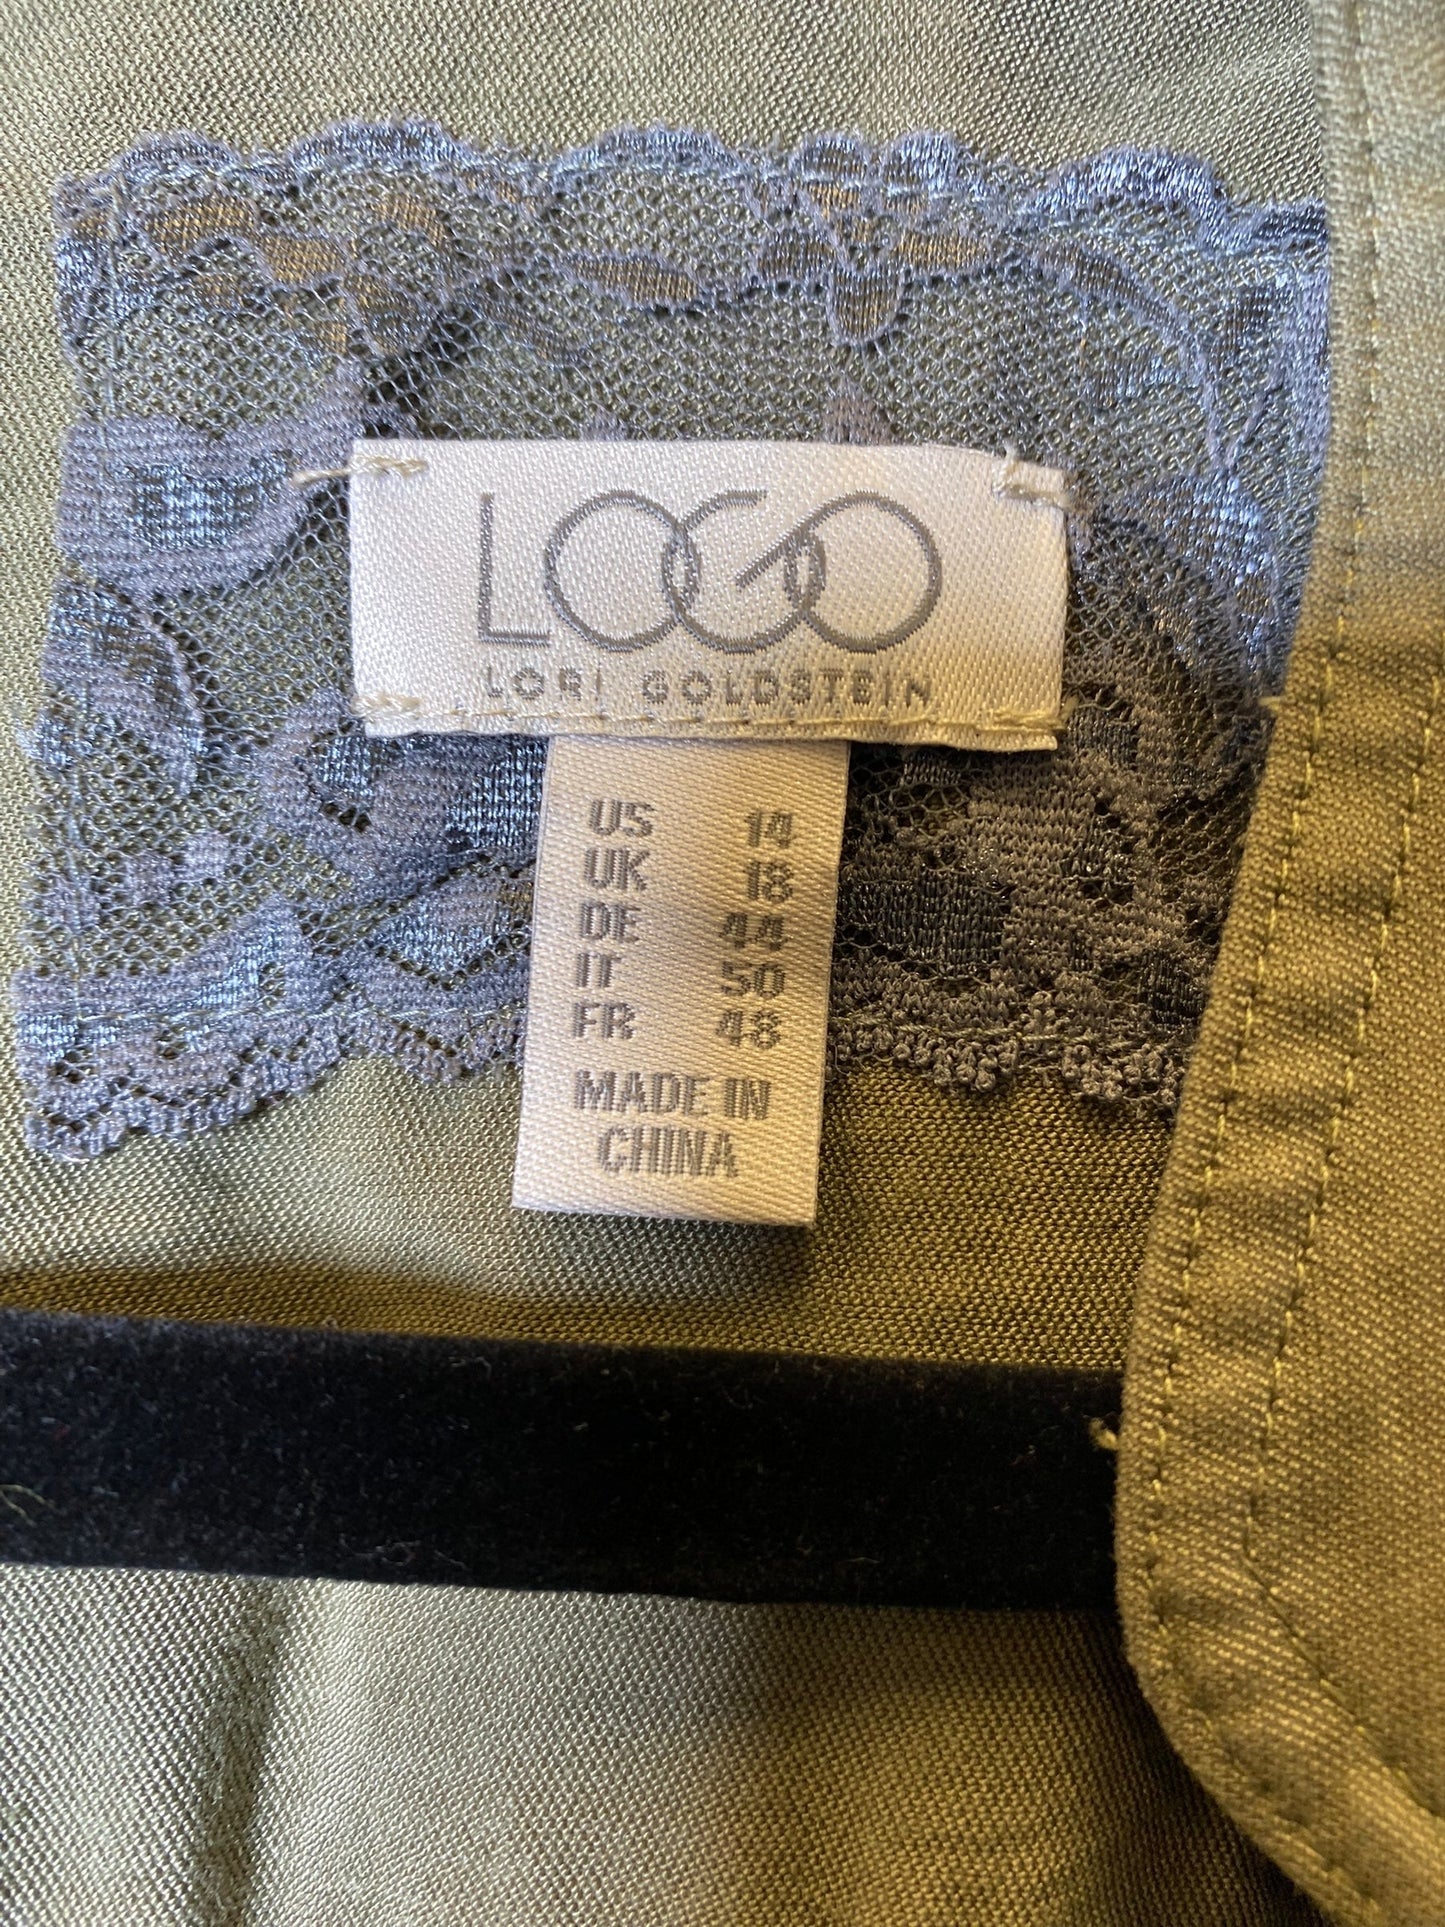 LOGO
LORI GOLDSTEIN
US 14
UK 18
DE 44
IT 50
FR 48
MADE IN
CHINA